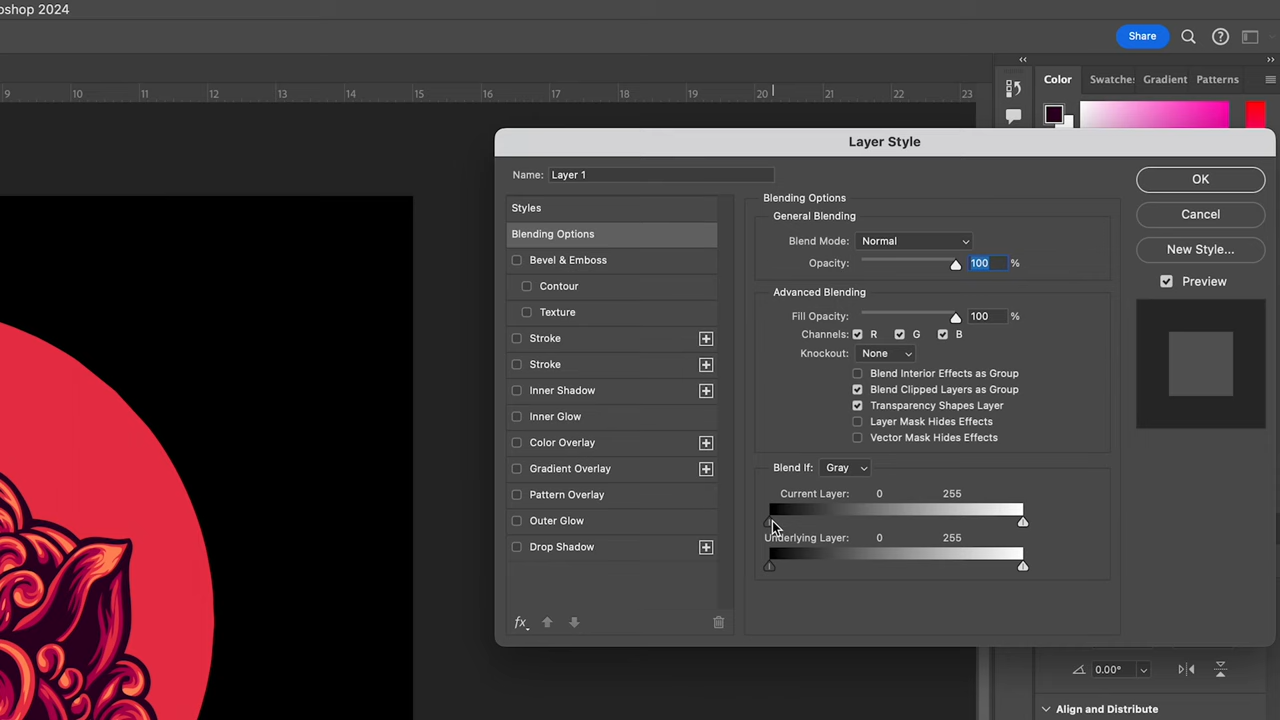 oshop 2024
Share
9 10 11 12 13 14 15 16 17 18 19 20 21 22 23
Color Swatches Gradient Patterns
Layer Style
Name: Layer 1
Styles
Blending Options
Bevel & Emboss
Contour
Texture
Stroke
Stroke
Inner Shadow
Inner Glow
Color Overlay
Gradient Overlay
Pattern Overlay
Outer Glow
Drop Shadow
fx
Blending Options
General Blending
Blend Mode: Normal
Opacity: 100 %
Advanced Blending
Fill Opacity: 100 %
Channels: R G B
Knockout: None
Blend Interior Effects as Group
Blend Clipped Layers as Group
Transparency Shapes Layer
Layer Mask Hides Effects
Vector Mask Hides Effects
Blend If: Gray
Current Layer: 0 255
Underlying Layer: 0 255
OK
Cancel
New Style...
Preview
0.00°
Align and Distribute